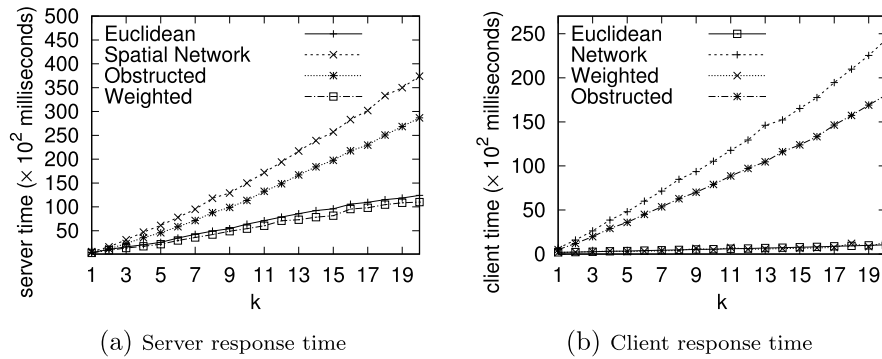 500
450
400
350
300
250
200
150
100
50
server time (× 10² milliseconds)
Euclidean
Spatial Network
Obstructed
Weighted
1 3 5 7 9 11 13 15 17 19
k
(a) Server response time
250
200
150
100
50
0
client time (× 10² milliseconds)
Euclidean
Network
Weighted
Obstructed
1 3 5 7 9 11 13 15 17 19
k
(b) Client response time